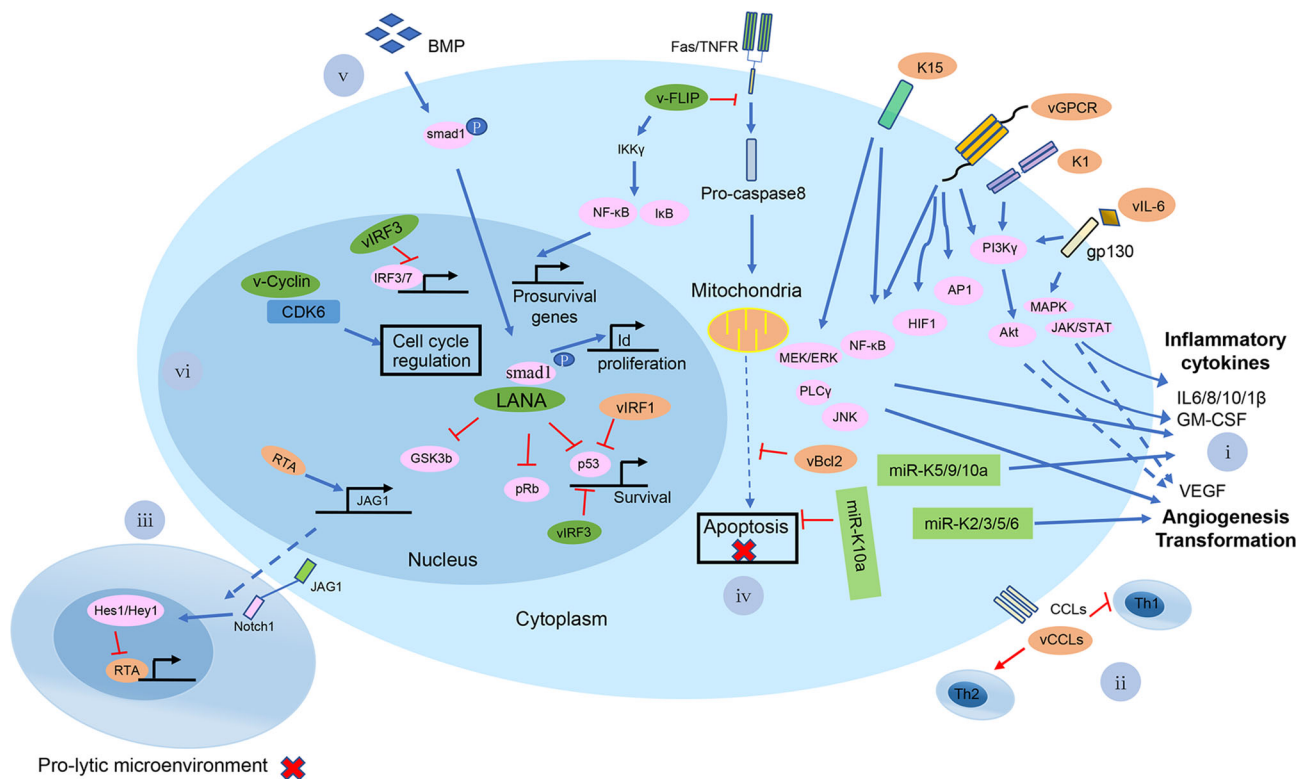 BMP
Fas/TNFR
K15
v
v-FLIP
vGPCR
smad1
P
IKKγ
K1
Pro-caspase8
vIL-6
NF-κB
IκB
PI3Kγ
gp130
vIRF3
IRF3/7
AP1
v-Cyclin
Prosurvival
genes
Mitochondria
MAPK
CDK6
HIF1
Akt
JAK/STAT
Cell cycle
regulation
Id
proliferation
NF-κB
MEK/ERK
Inflammatory
cytokines
vi
smad1
P
LANA
PLCγ
IL6/8/10/1β
GM-CSF
vIRF1
JNK
i
GSK3b
p53
vBcl2
miR-K5/9/10a
RTA
pRb
Survival
VEGF
JAG1
miR-K10a
miR-K2/3/5/6
Angiogenesis
Transformation
iii
vIRF3
Apoptosis
Nucleus
iv
JAG1
Hes1/Hey1
Notch1
Cytoplasm
CCLs
Th1
vCCLs
RTA
ii
Th2
Pro-lytic microenvironment